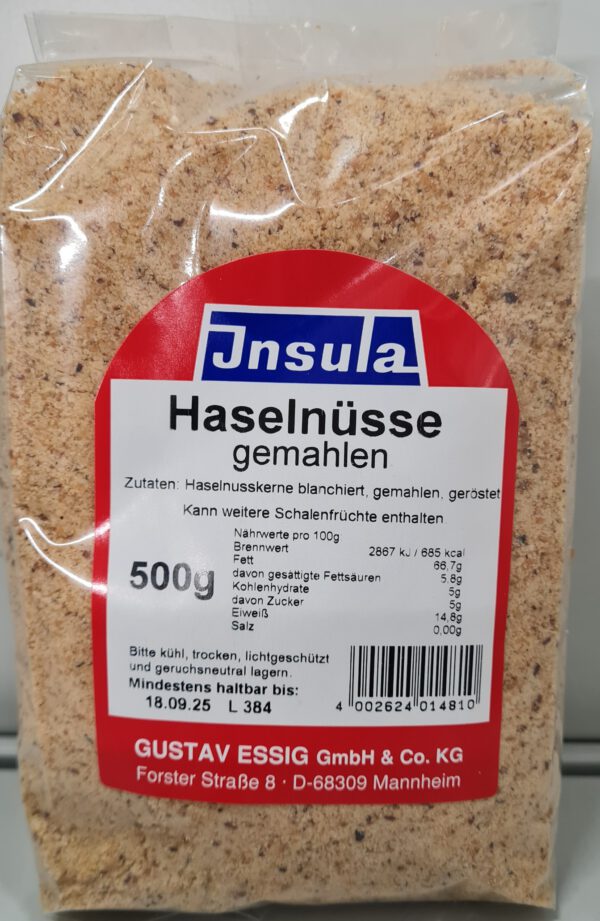 Insula
Haselnüsse
gemahlen
Zutaten: Haselnusskerne blanchiert, gemahlen, geröstet
Kann weitere Schalenfrüchte enthalten
500g
Nährwerte pro 100g
Brennwert 2867 kJ / 685 kcal
Fett 66,7g
davon gesättigte Fettsäuren 5,8g
Kohlenhydrate 5g
davon Zucker 5g
Eiweiß 14,8g
Salz 0,00g
Bitte kühl, trocken, lichtgeschützt
und geruchsneutral lagern.
Mindestens haltbar bis:
18.09.25 L 384
4 002624 014810
GUSTAV ESSIG GmbH & Co. KG
Forster Straße 8 · D-68309 Mannheim